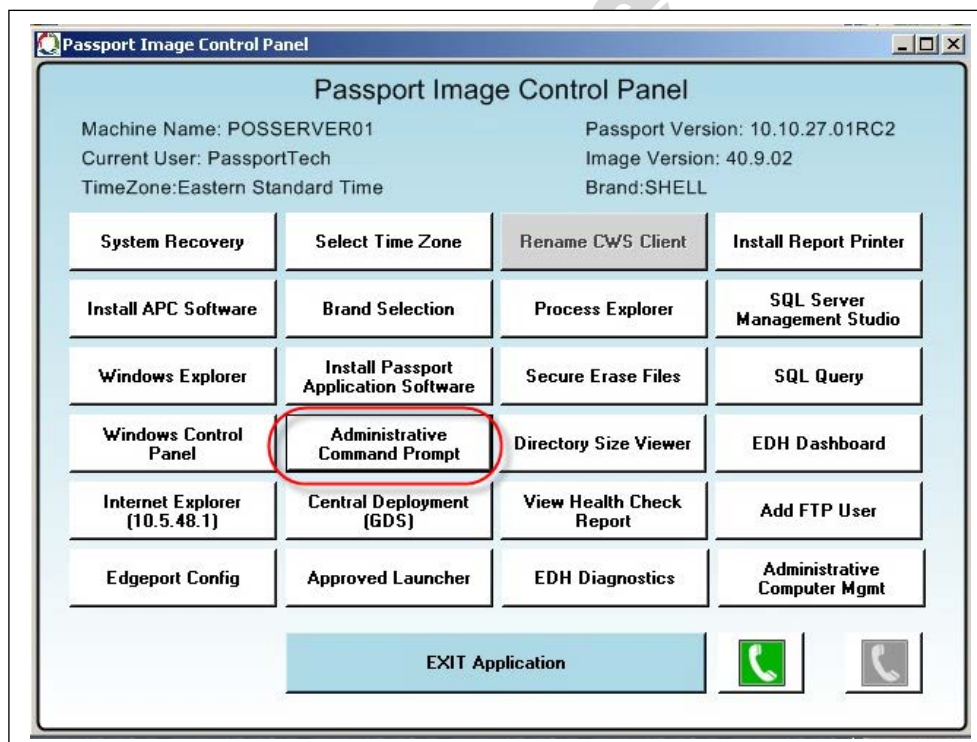 Passport Image Control Panel
Passport Image Control Panel
Machine Name: POSSERVER01
Passport Version: 10.10.27.01RC2
Current User: PassportTech
Image Version: 40.9.02
TimeZone:Eastern Standard Time
Brand:SHELL
System Recovery
Select Time Zone
Rename CWS Client
Install Report Printer
Install APC Software
Brand Selection
Process Explorer
SQL Server
Management Studio
Windows Explorer
Install Passport
Application Software
Secure Erase Files
SQL Query
Windows Control
Panel
Administrative
Command Prompt
Directory Size Viewer
EDH Dashboard
Internet Explorer
(10.5.48.1)
Central Deployment
(GDS)
View Health Check
Report
Add FTP User
Edgeport Config
Approved Launcher
EDH Diagnostics
Administrative
Computer Mgmt
EXIT Application